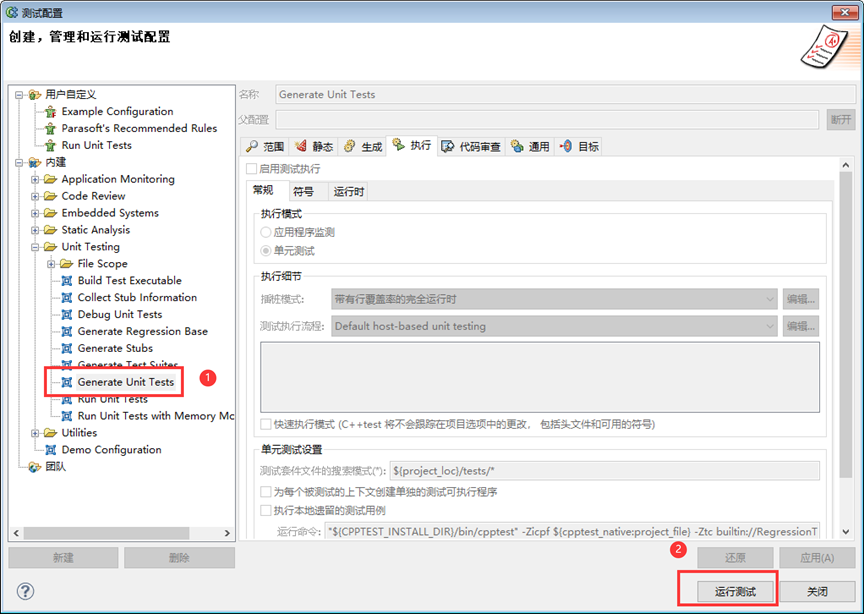 测试配置
创建，管理和运行测试配置
用户自定义
Example Configuration
Parasoft's Recommended Rules
Run Unit Tests
内建
Application Monitoring
Code Review
Embedded Systems
Static Analysis
Unit Testing
File Scope
Build Test Executable
Collect Stub Information
Debug Unit Tests
Generate Regression Base
Generate Stubs
Generate Test Suites
Generate Unit Tests
1
Run Unit Tests
Run Unit Tests with Memory Mc
Utilities
Demo Configuration
团队
新建 删除
名称 Generate Unit Tests
父配置 断开
范围 静态 生成 执行 代码审查 通用 目标
启用测试执行
常规 符号 运行时
执行模式
应用程序监测
单元测试
执行细节
插桩模式: 带有行覆盖率的完全运行时 编辑...
测试执行流程: Default host-based unit testing 编辑...
快速执行模式 (C++test 将不会跟踪在项目选项中的更改， 包括头文件和可用的符号)
单元测试设置
测试套件文件的搜索模式(*): ${project_loc}/tests/*
为每个被测试的上下文创建单独的测试可执行程序
执行本地遗留的测试用例
运行命令: "${CPPTEST_INSTALL_DIR}/bin/cpptest" -Zicpf ${cpptest_native:project_file} -Ztc builtin://RegressionT
2
还原 应用(A)
?
运行测试 关闭